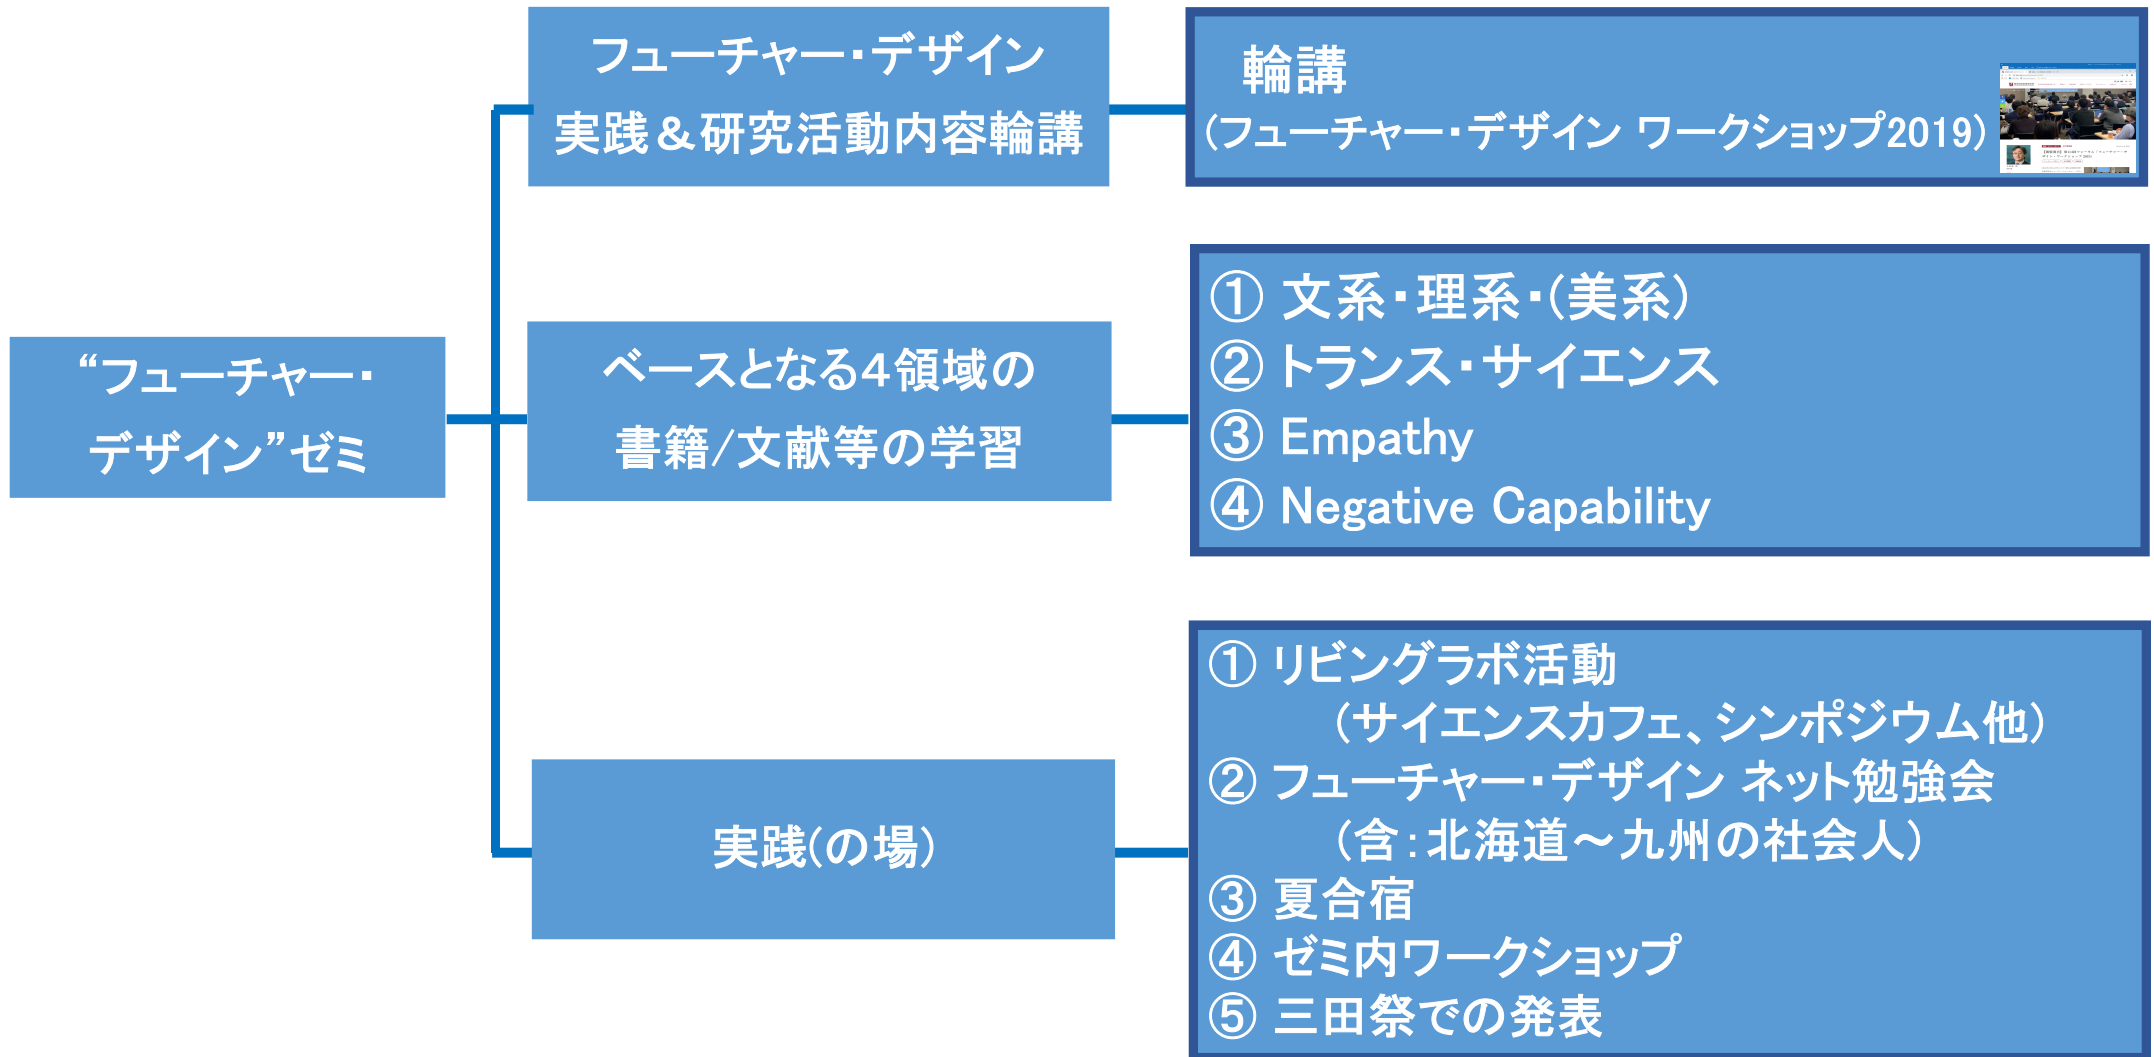 “フューチャー・
デザイン”ゼミ
フューチャー・デザイン
実践＆研究活動内容輪講
輪講
(フューチャー・デザイン ワークショップ2019)
ベースとなる4領域の
書籍/文献等の学習
① 文系・理系・(美系)
② トランス・サイエンス
③ Empathy
④ Negative Capability
実践(の場)
① リビングラボ活動
(サイエンスカフェ、シンポジウム他)
② フューチャー・デザイン ネット勉強会
(含：北海道～九州の社会人)
③ 夏合宿
④ ゼミ内ワークショップ
⑤ 三田祭での発表